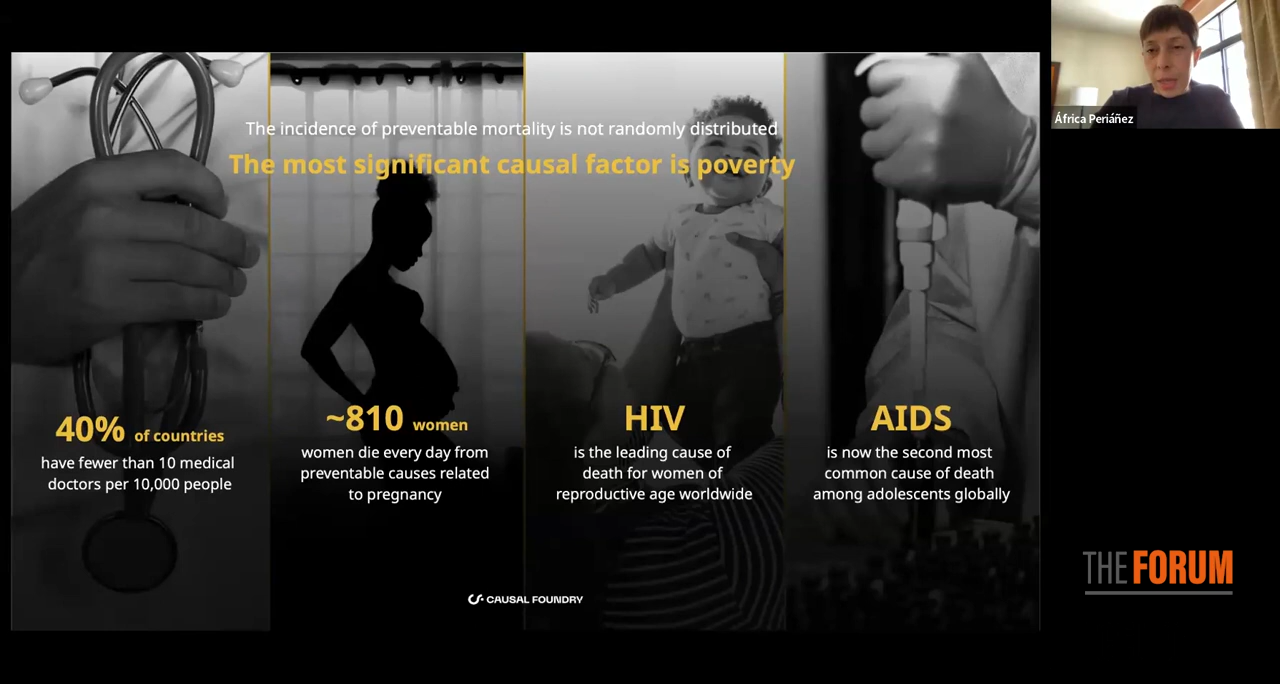 The incidence of preventable mortality is not randomly distributed
The most significant causal factor is poverty
40% of countries
have fewer than 10 medical
doctors per 10,000 people
~810 women
women die every day from
preventable causes related
to pregnancy
HIV
is the leading cause of
death for women of
reproductive age worldwide
AIDS
is now the second most
common cause of death
among adolescents globally
CAUSAL FOUNDRY
África Periáñez
THE FORUM